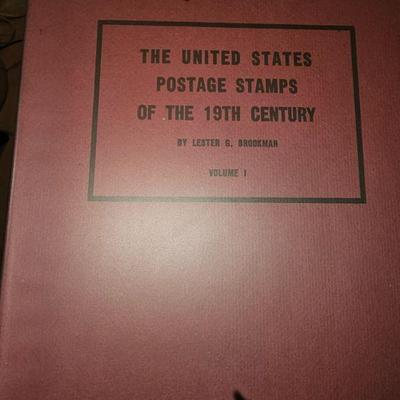 THE UNITED STATES
POSTAGE STAMPS
OF THE 19TH CENTURY
BY LESTER G. BROOKMAN
VOLUME I